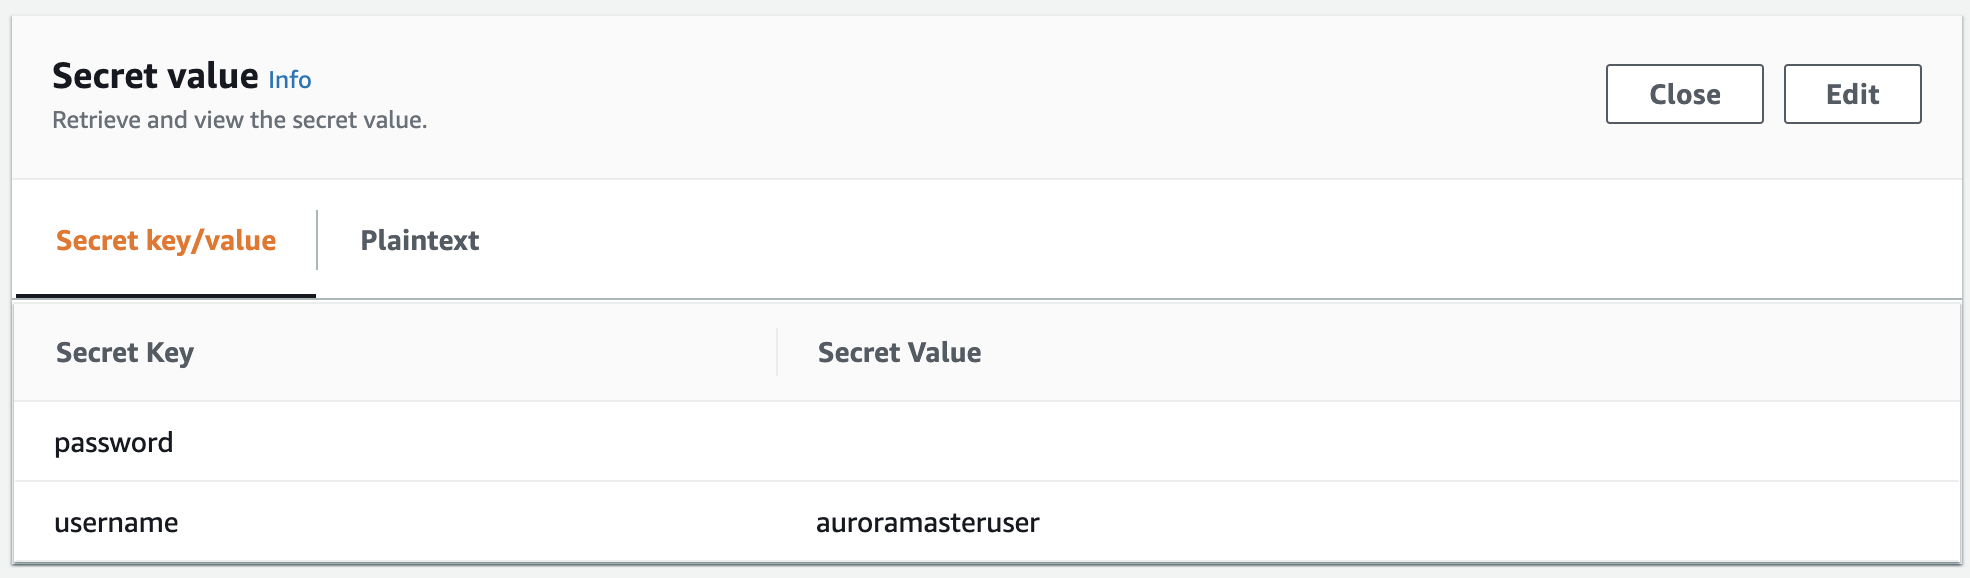 Secret value Info
Retrieve and view the secret value.
Close Edit
Secret key/value Plaintext
Secret Key Secret Value
password
username auroramasteruser